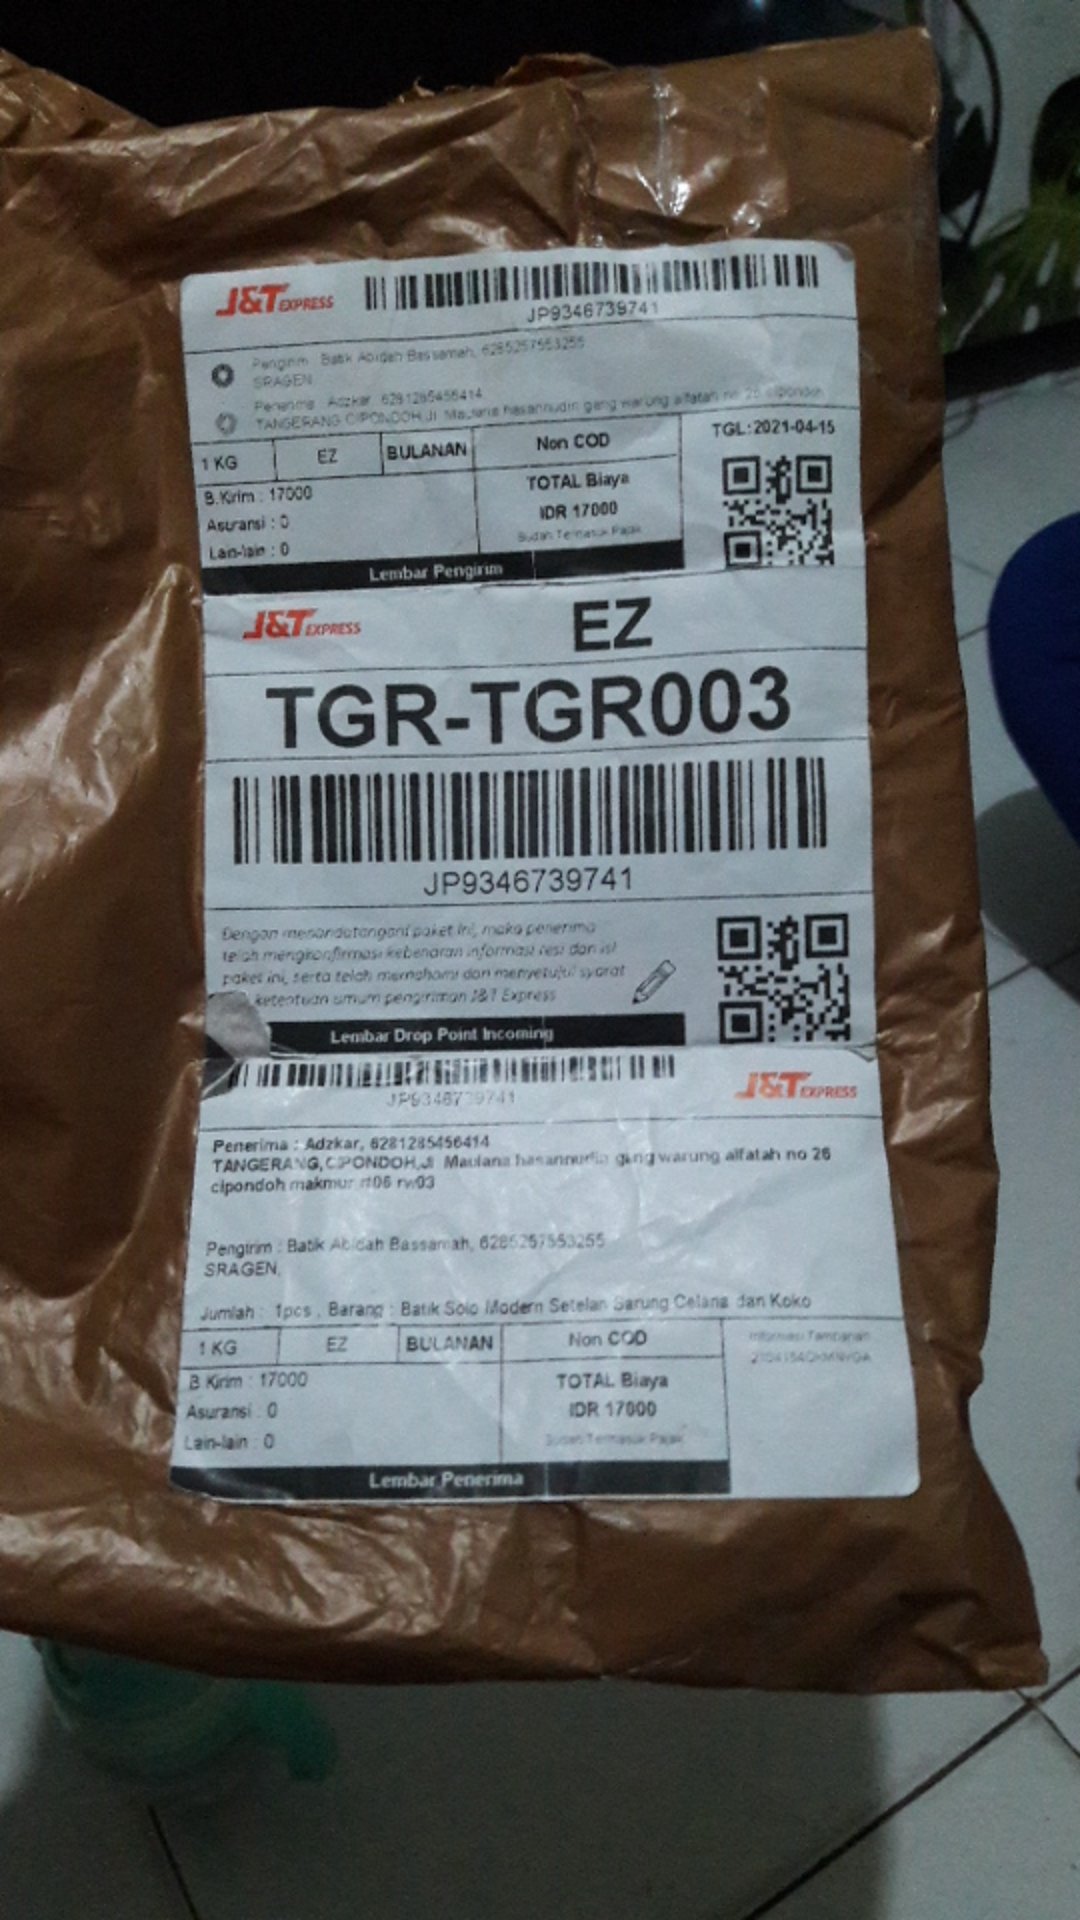 J&T EXPRESS
JP9346739741
Pengirim : Batik Abidah Bassamah, 6285257553255
SRAGEN,
Penerima : Adzkar, 6281285456414
TANGERANG,CIPONDOH,Jl. Maulana hasannudin gang warung alfatah no 26 cipondoh
1 KG
EZ
BULANAN
Non COD
TGL:2021-04-15
B.Kirim : 17000
Asuransi : 0
Lain-lain : 0
TOTAL Biaya
IDR 17000
Sudah Termasuk Pajak
Lembar Pengirim
J&T EXPRESS
EZ
TGR-TGR003
JP9346739741
Dengan menandatangani paket ini, maka penerima
telah mengkonfirmasi kebenaran informasi resi dan isi
paket ini, serta telah memahami dan menyetujui syarat
ketentuan umum pengiriman J&T Express
Lembar Drop Point Incoming
JP9346739741
J&T EXPRESS
Penerima : Adzkar, 6281285456414
TANGERANG,CIPONDOH,Jl. Maulana hasannudin gang warung alfatah no 26
cipondoh makmur rt06 rw03
Pengirim : Batik Abidah Bassamah, 6285257553255
SRAGEN,
Jumlah : 1pcs , Barang : Batik Solo Modern Setelan Sarung Celana dan Koko
1 KG
EZ
BULANAN
Non COD
Informasi Tambahan
B.Kirim : 17000
Asuransi : 0
Lain-lain : 0
TOTAL Biaya
IDR 17000
Sudah Termasuk Pajak
Lembar Penerima